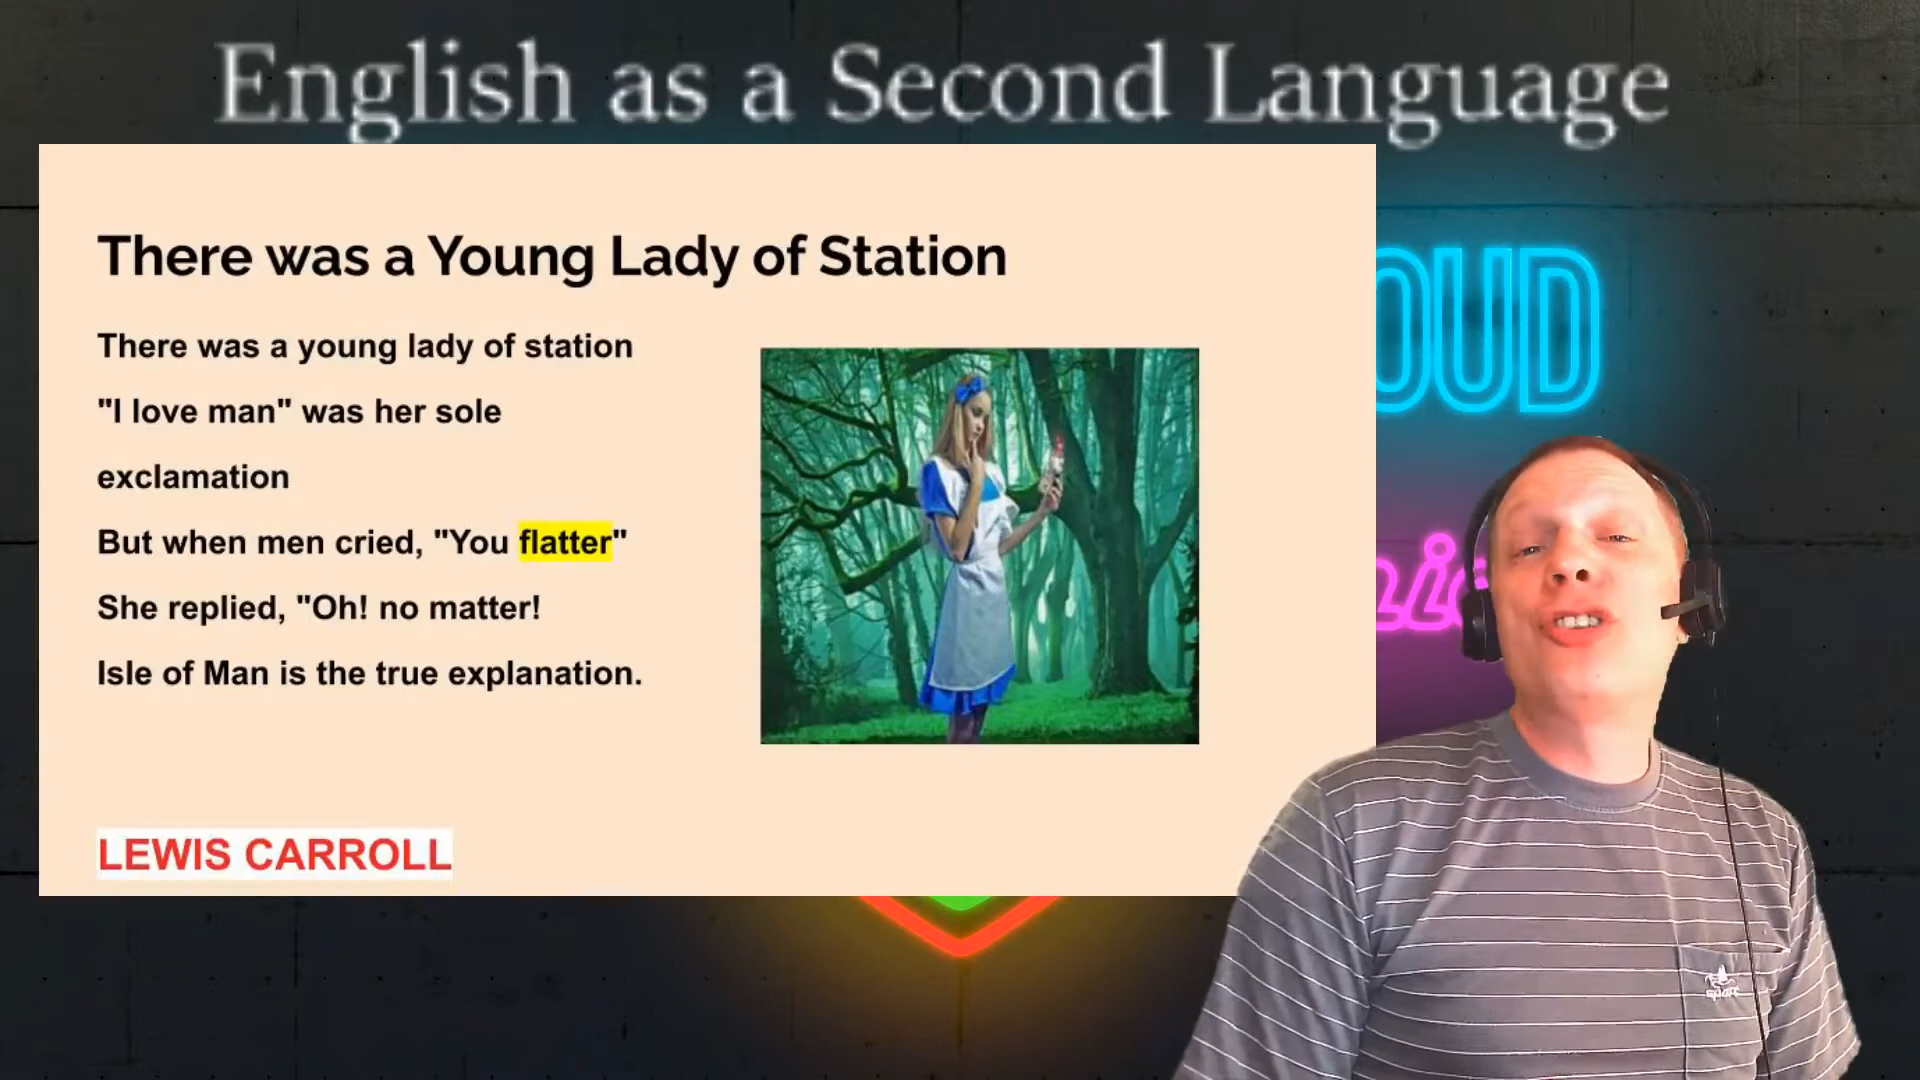 English as a Second Language
There was a Young Lady of Station
There was a young lady of station
"I love man" was her sole
exclamation
But when men cried, "You flatter"
She replied, "Oh! no matter!
Isle of Man is the true explanation.
LEWIS CARROLL
OUD